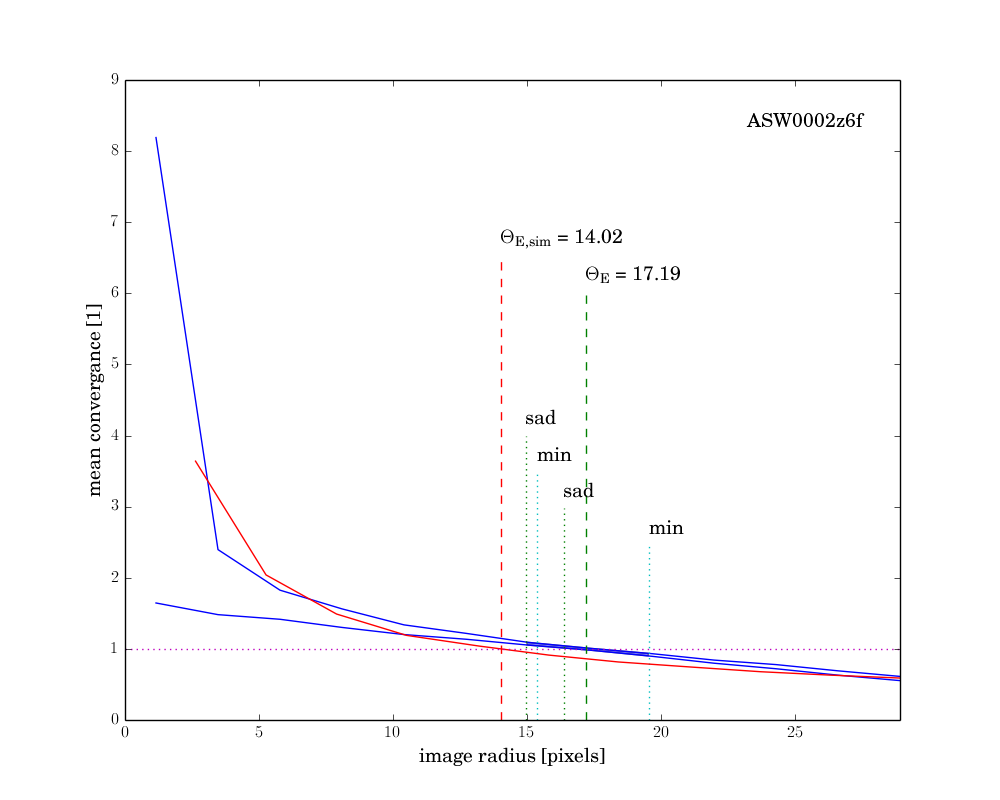 ASW0002z6f
Θ_E,sim = 14.02
Θ_E = 17.19
sad
min
sad
min
mean convergance [1]
9
8
7
6
5
4
3
2
1
0
0 5 10 15 20 25
image radius [pixels]